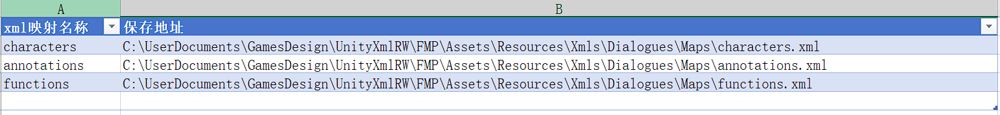 A B
xml映射名称 保存地址
characters C:\UserDocuments\GamesDesign\UnityXmlRW\FMP\Assets\Resources\Xmls\Dialogues\Maps\characters.xml
annotations C:\UserDocuments\GamesDesign\UnityXmlRW\FMP\Assets\Resources\Xmls\Dialogues\Maps\annotations.xml
functions C:\UserDocuments\GamesDesign\UnityXmlRW\FMP\Assets\Resources\Xmls\Dialogues\Maps\functions.xml